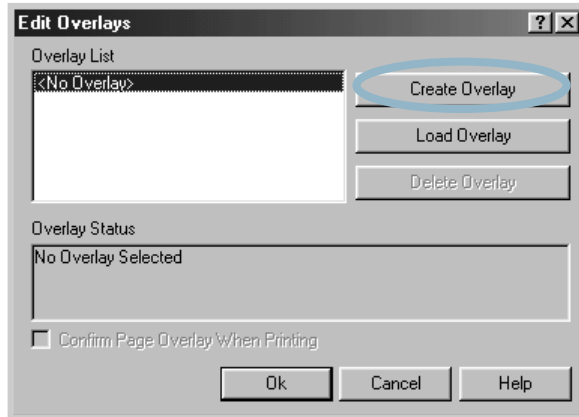 Edit Overlays
Overlay List
<No Overlay>
Create Overlay
Load Overlay
Delete Overlay
Overlay Status
No Overlay Selected
Confirm Page Overlay When Printing
Ok Cancel Help